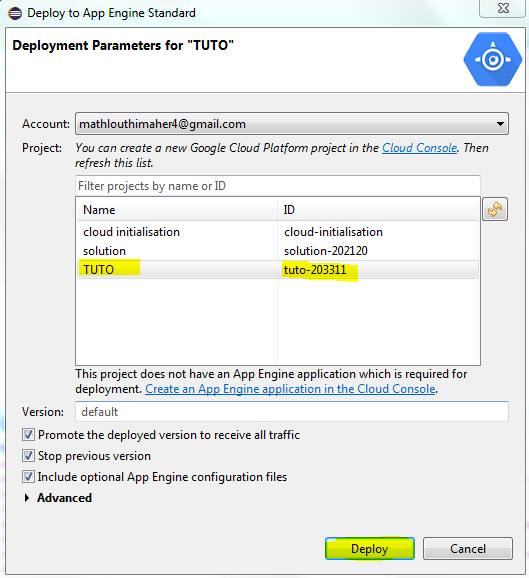 Deploy to App Engine Standard
Deployment Parameters for "TUTO"
Account: mathlouthimaher4@gmail.com
Project: You can create a new Google Cloud Platform project in the Cloud Console. Then
refresh this list.
Filter projects by name or ID
Name ID
cloud initialisation cloud-initialisation
solution solution-202120
TUTO tuto-203311
This project does not have an App Engine application which is required for
deployment. Create an App Engine application in the Cloud Console.
Version: default
Promote the deployed version to receive all traffic
Stop previous version
Include optional App Engine configuration files
Advanced
Deploy Cancel